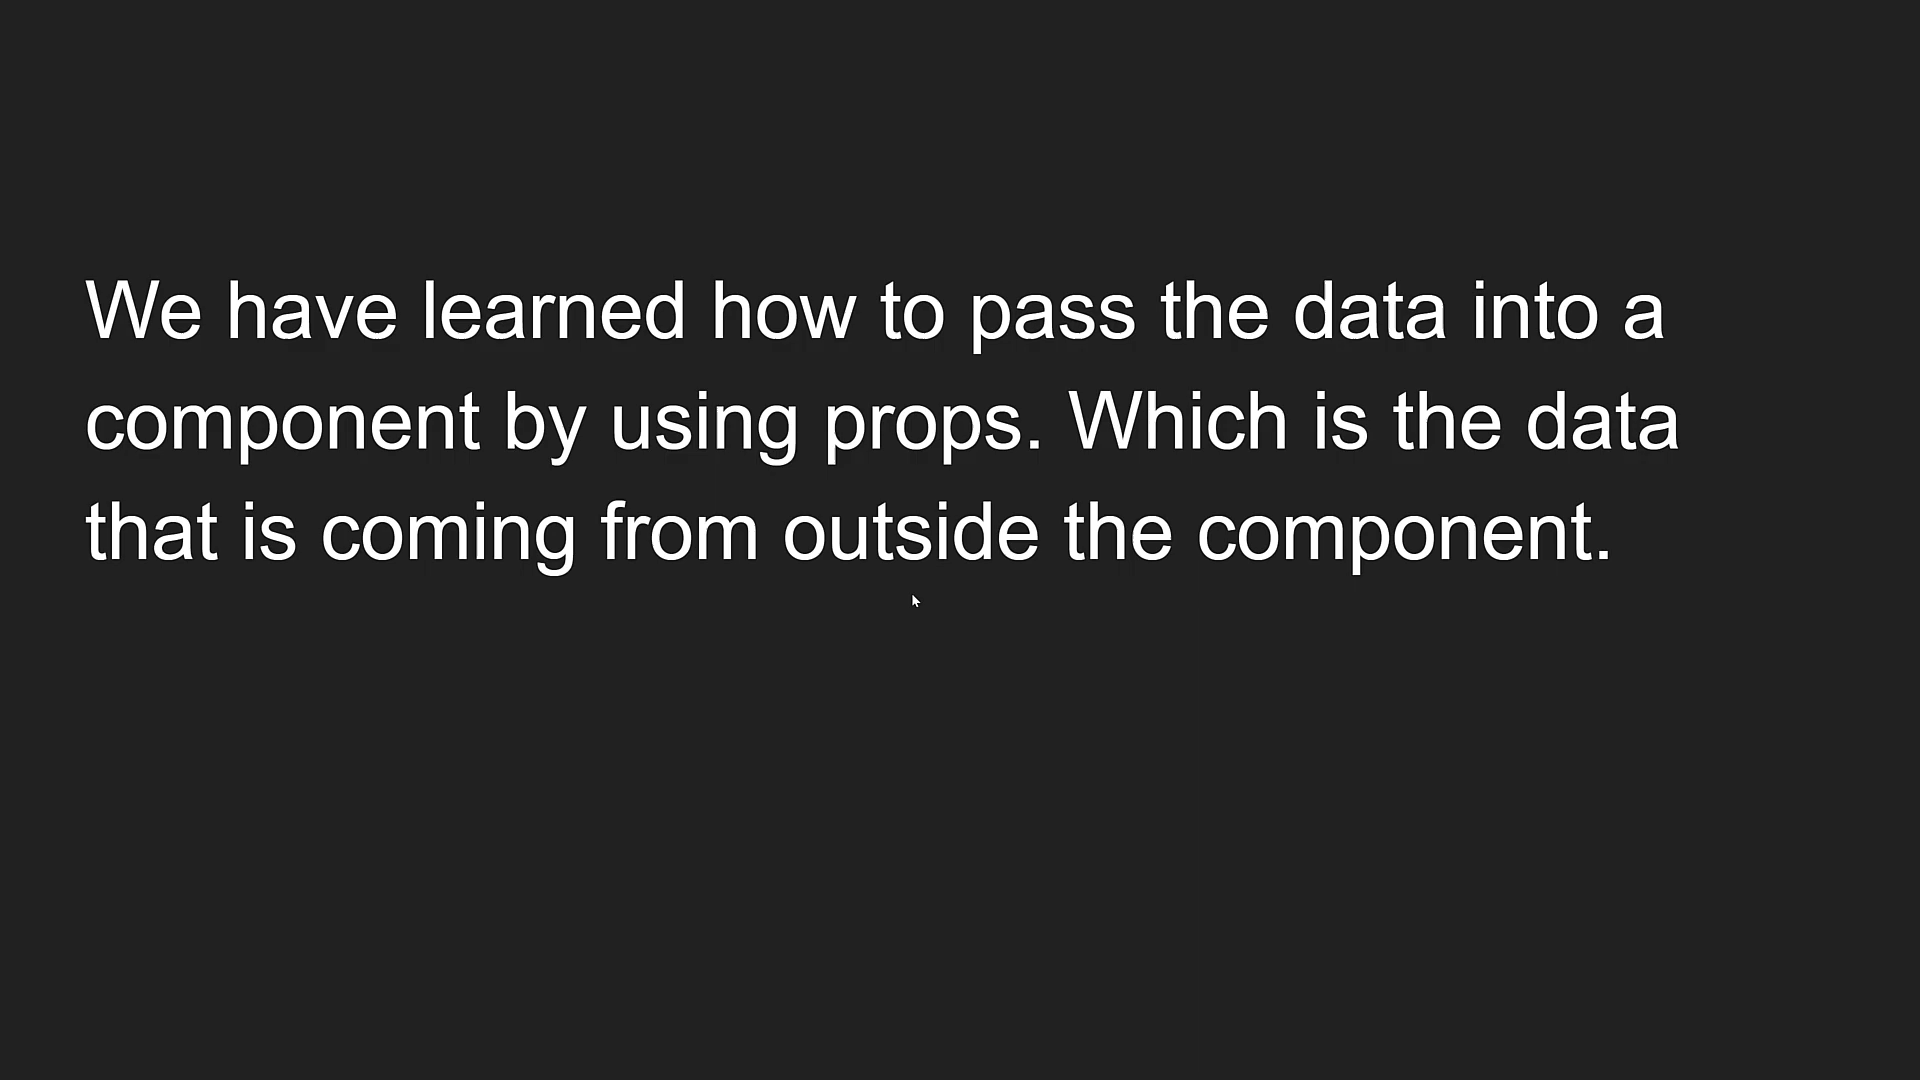 We have learned how to pass the data into a
component by using props. Which is the data
that is coming from outside the component.